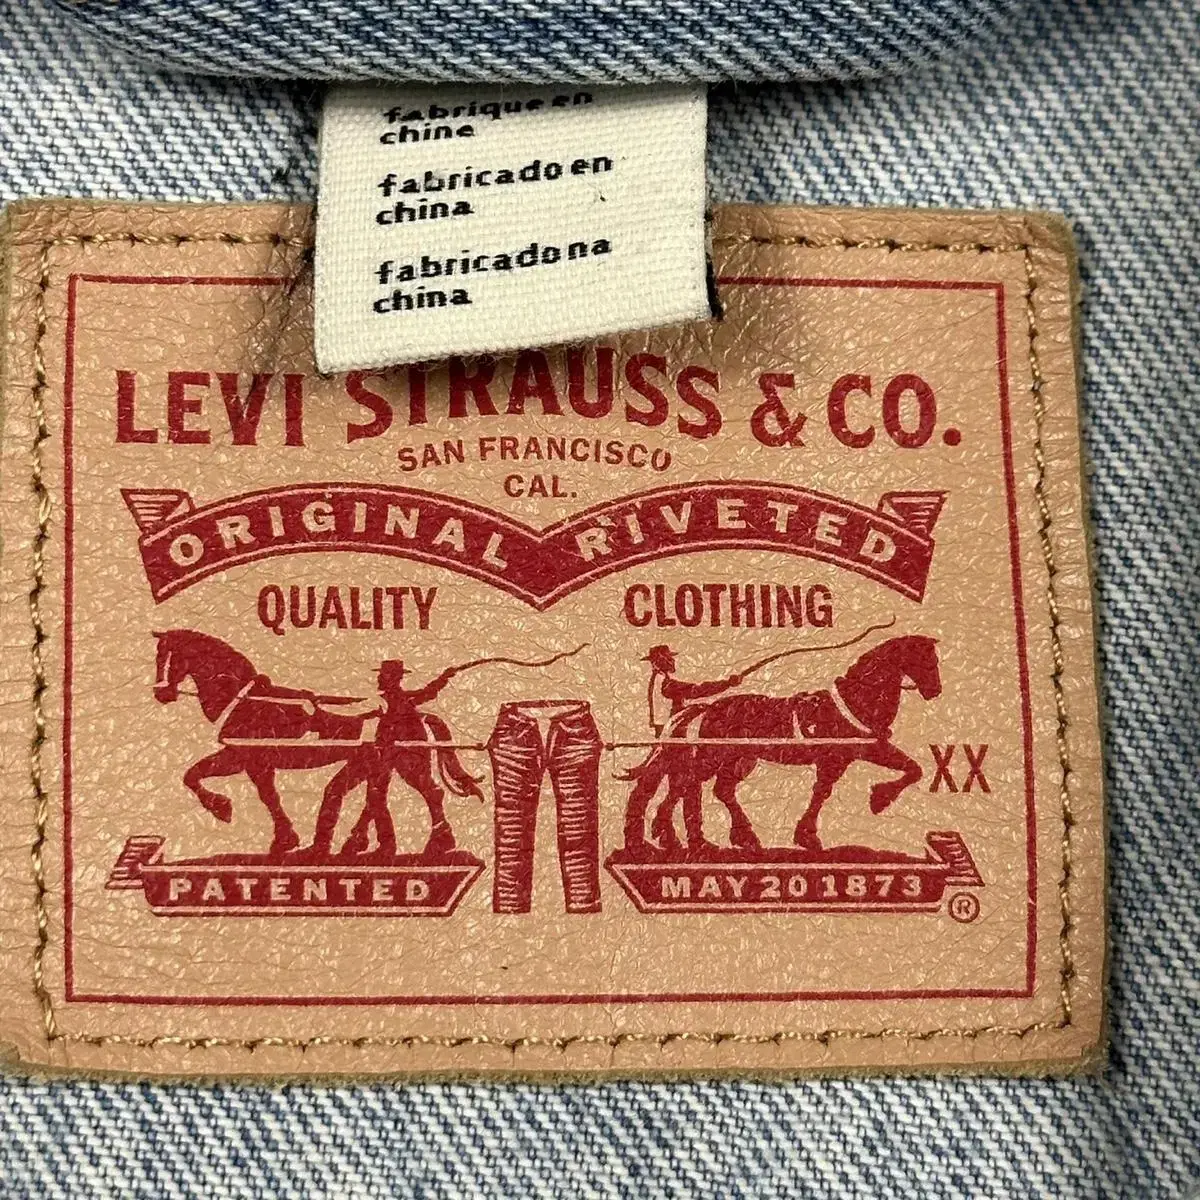 fabrique en
chine
fabricado en
china
fabricado na
china
LEVI STRAUSS & CO.
SAN FRANCISCO
CAL.
ORIGINAL RIVETED
QUALITY CLOTHING
XX
PATENTED MAY 20 1873 ®